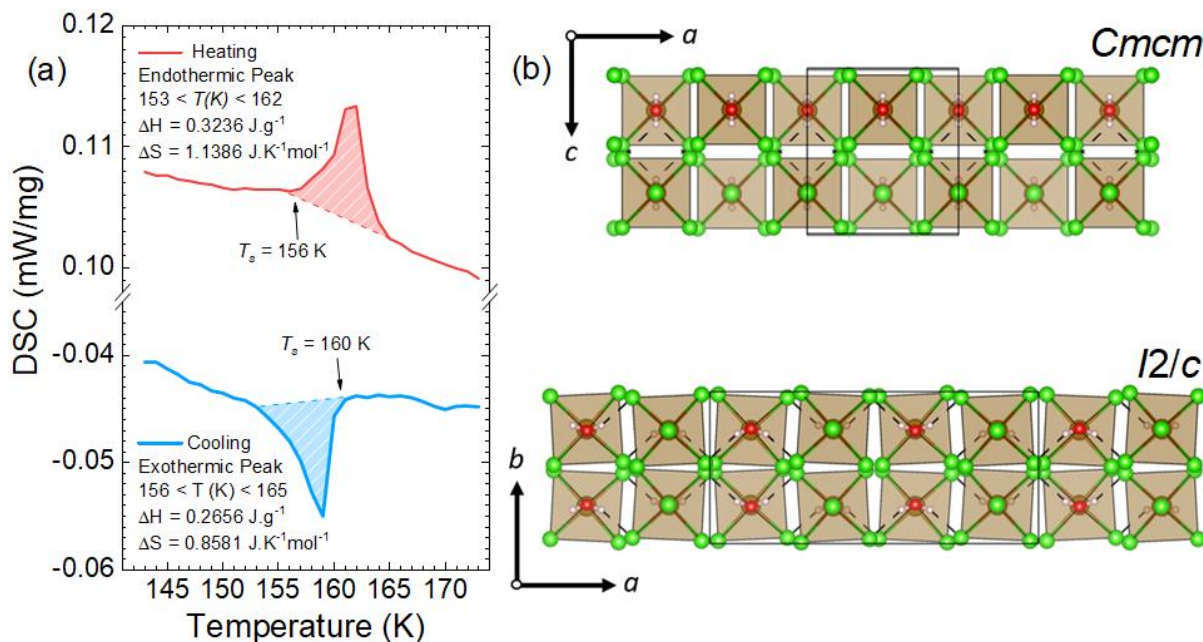 (a)
0.12
0.11
0.10
-0.04
-0.05
-0.06
DSC (mW/mg)
Heating
Endothermic Peak
153 < T(K) < 162
ΔH = 0.3236 J.g-1
ΔS = 1.1386 J.K-1mol-1
Ts = 156 K
Ts = 160 K
Cooling
Exothermic Peak
156 < T (K) < 165
ΔH = 0.2656 J.g-1
ΔS = 0.8581 J.K-1mol-1
145 150 155 160 165 170
Temperature (K)
(b)
a
c
Cmcm
I2/c
b
a